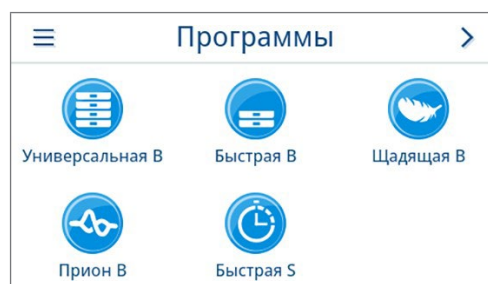 Программы
Универсальная B
Быстрая B
Щадящая B
Прион B
Быстрая S